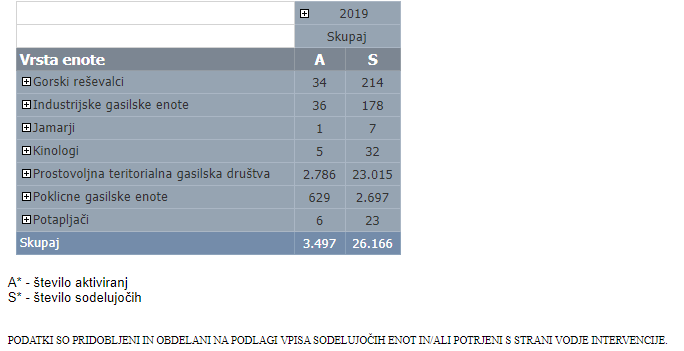 2019
Skupaj
Vrsta enote A S
Gorski reševalci 34 214
Industrijske gasilske enote 36 178
Jamarji 1 7
Kinologi 5 32
Prostovoljna teritorialna gasilska društva 2.786 23.015
Poklicne gasilske enote 629 2.697
Potapljači 6 23
Skupaj 3.497 26.166
A* - število aktiviranj
S* - število sodelujočih
PODATKI SO PRIDOBLJENI IN OBDELANI NA PODLAGI VPISA SODELUJOČIH ENOT IN/ALI POTRJENI S STRANI VODJE INTERVENCIJE.